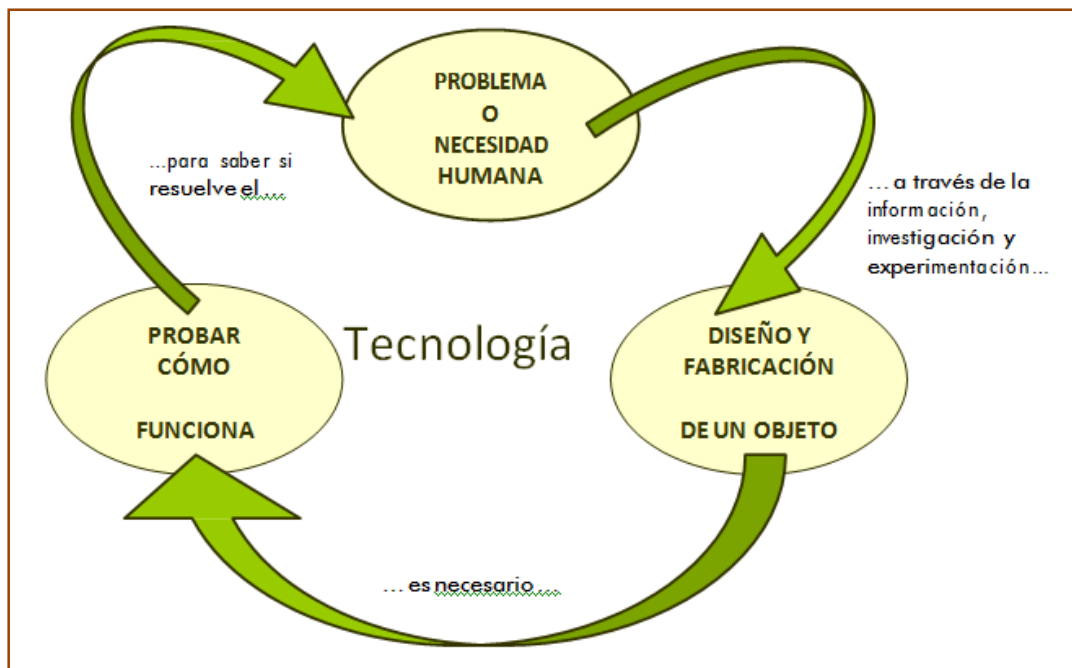 PROBLEMA
O
NECESIDAD
HUMANA
… a través de la
información,
investigación y
experimentación…
DISEÑO Y
FABRICACIÓN
DE UN OBJETO
… es necesario …
PROBAR
CÓMO
FUNCIONA
…para saber si
resuelve el …
Tecnología